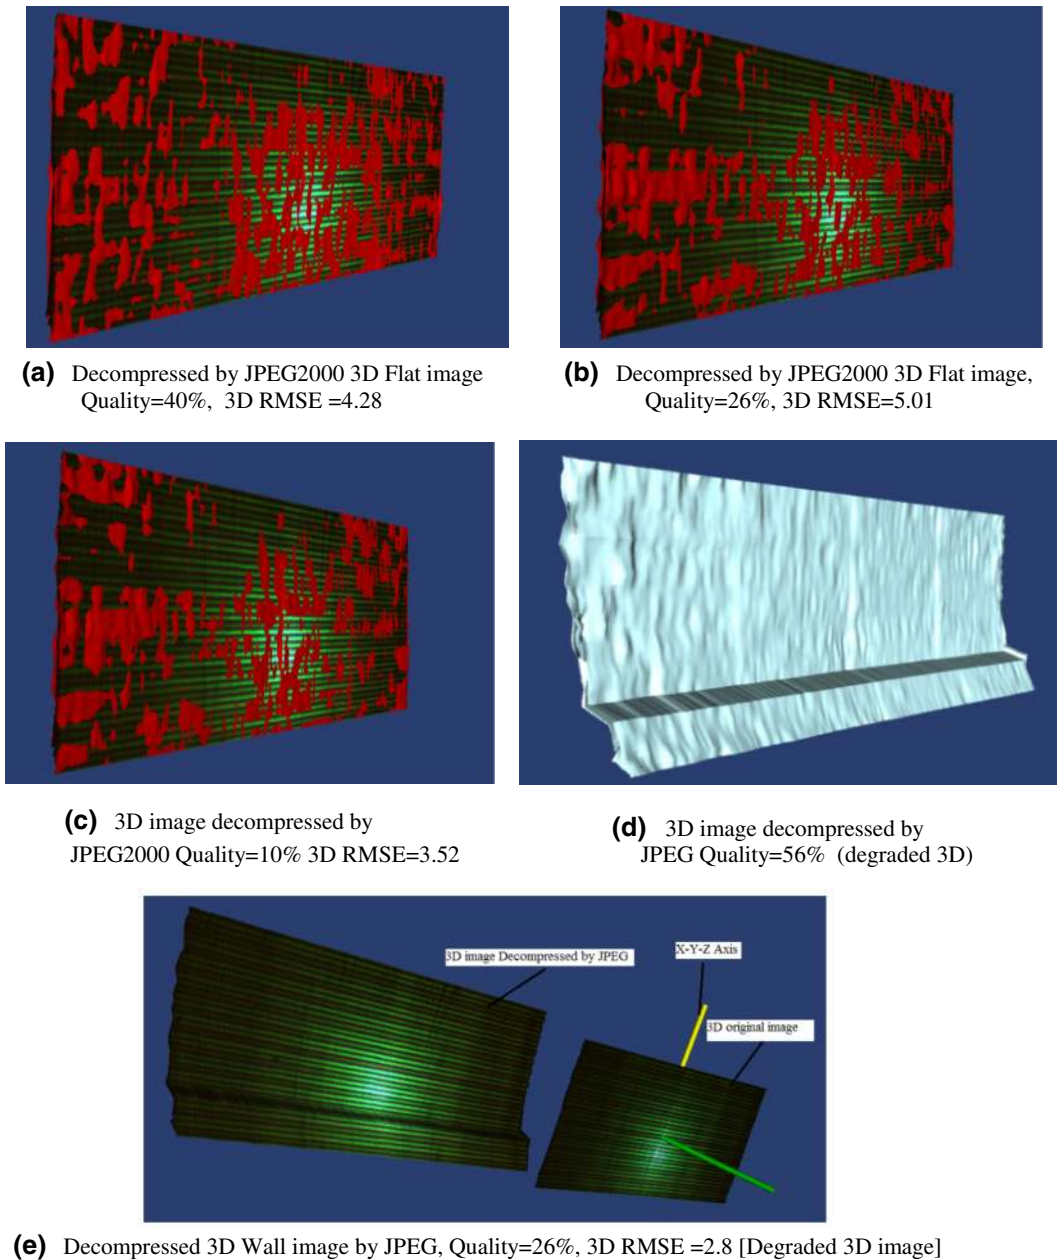 (a) Decompressed by JPEG2000 3D Flat image
Quality=40%, 3D RMSE =4.28
(b) Decompressed by JPEG2000 3D Flat image,
Quality=26%, 3D RMSE=5.01
(c) 3D image decompressed by
JPEG2000 Quality=10% 3D RMSE=3.52
(d) 3D image decompressed by
JPEG Quality=56% (degraded 3D)
3D image Decompressed by JPEG
X-Y-Z Axis
3D original image
(e) Decompressed 3D Wall image by JPEG, Quality=26%, 3D RMSE =2.8 [Degraded 3D image]